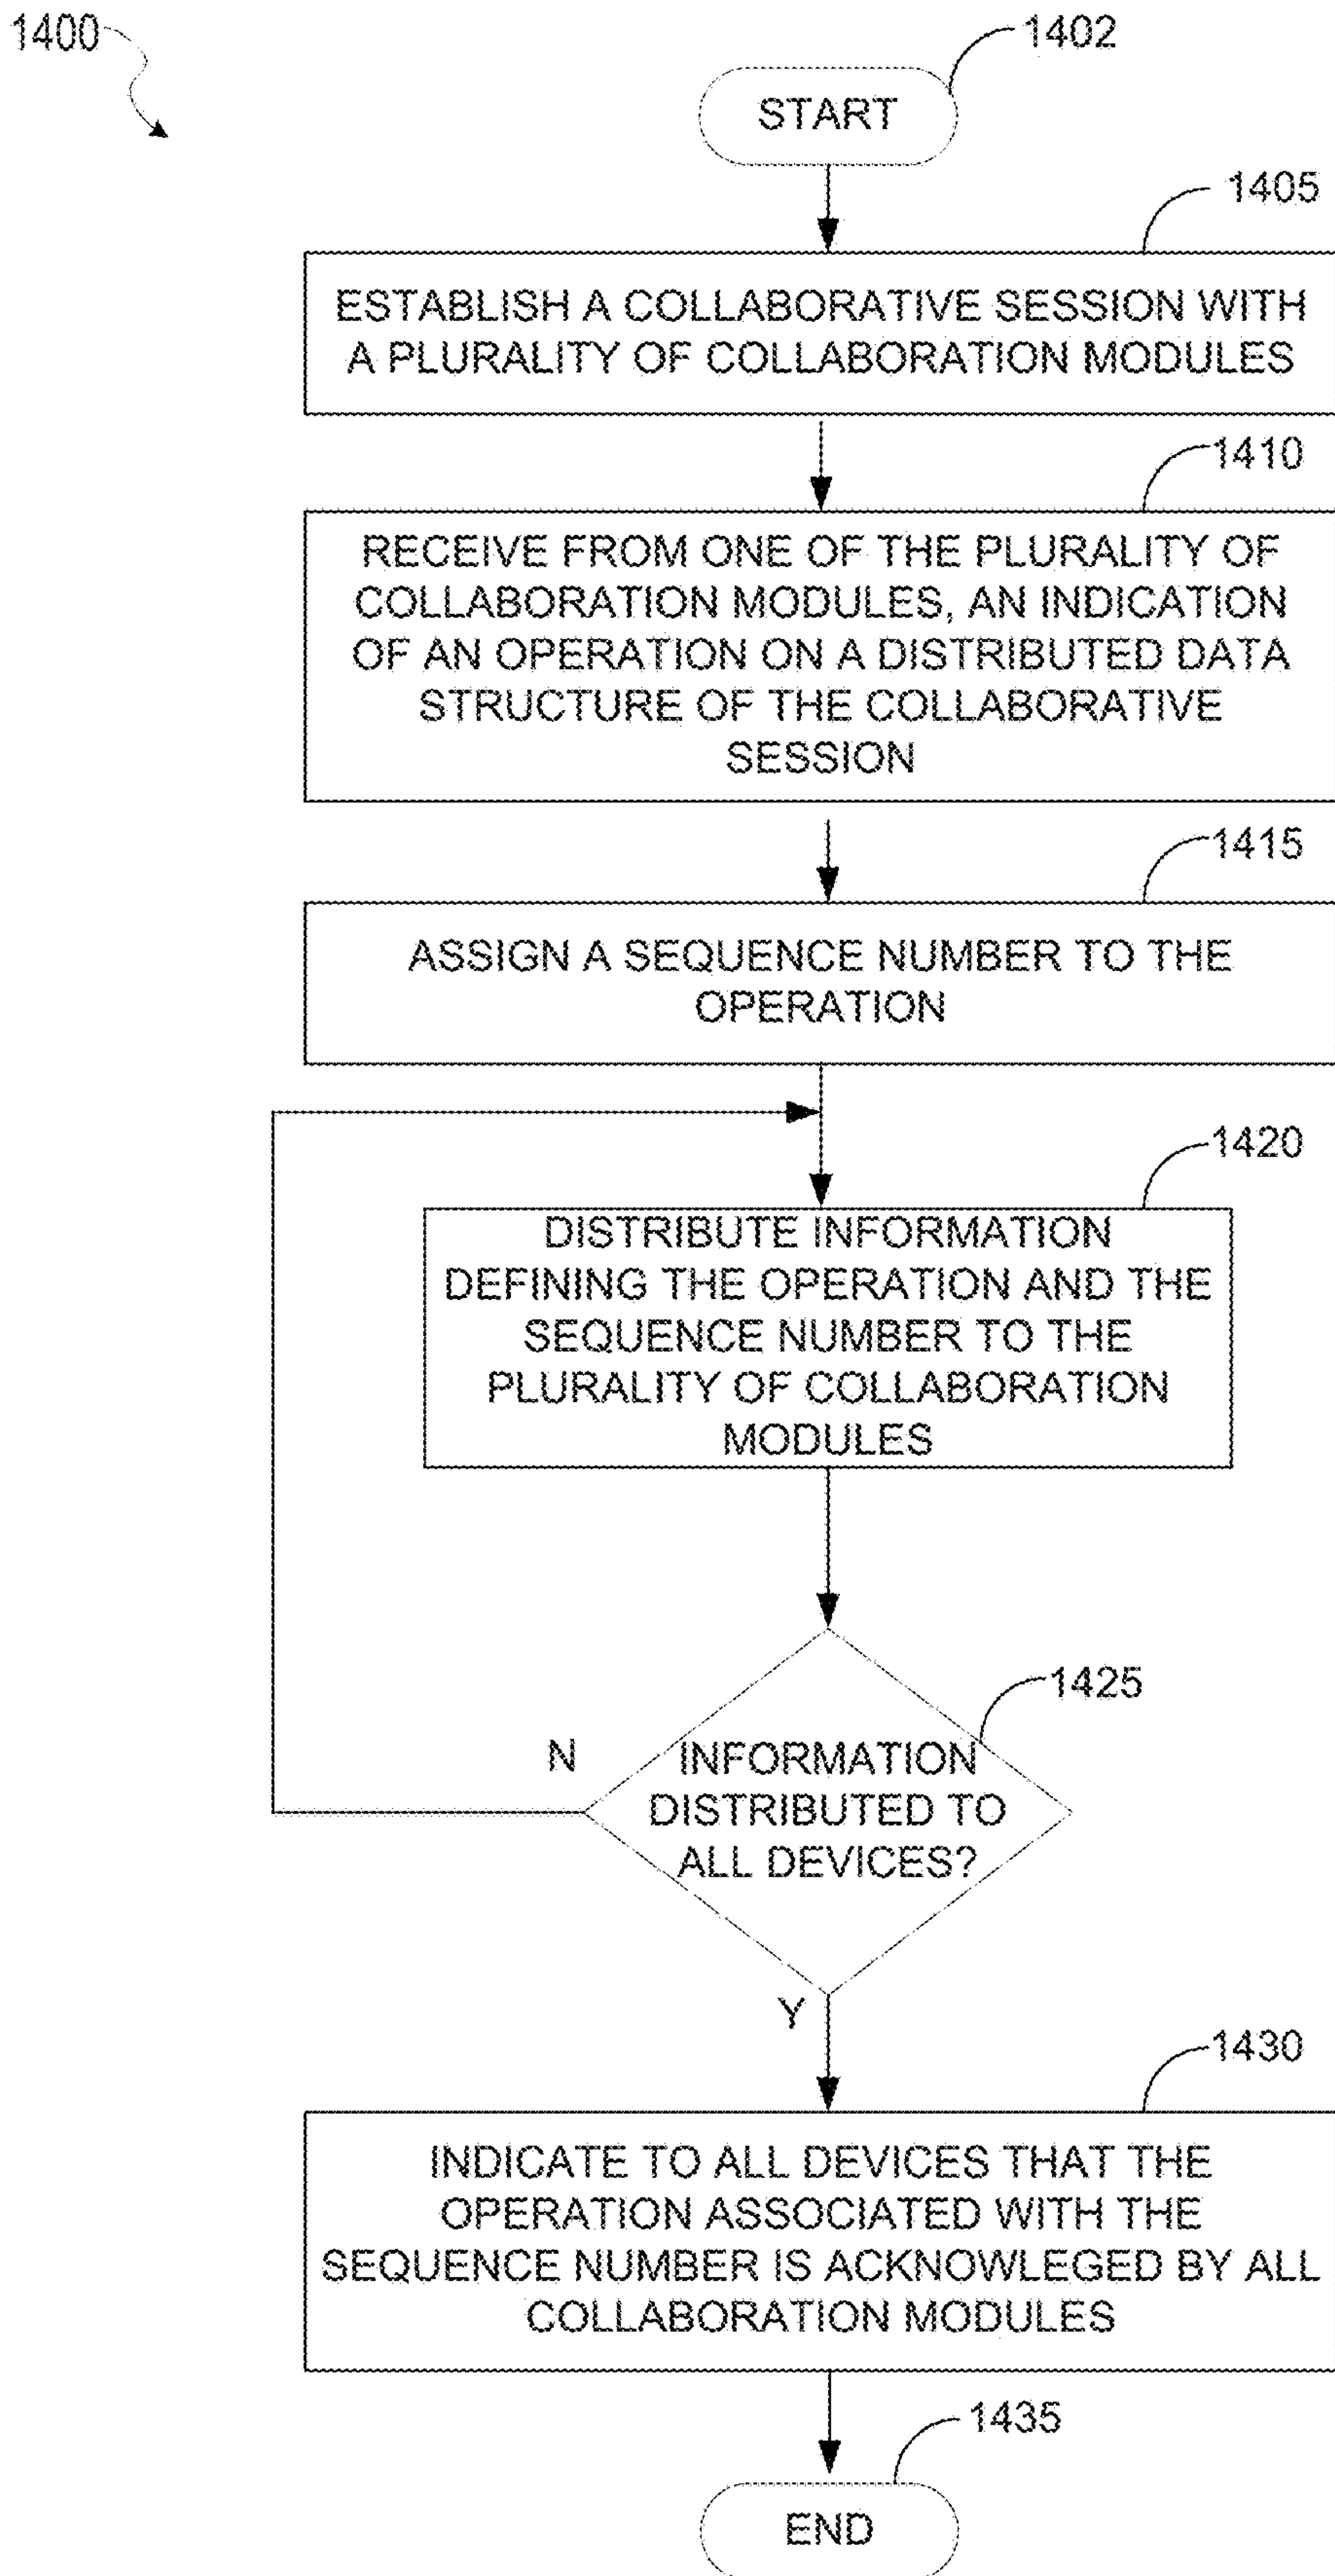 1400
1402
START
1405
ESTABLISH A COLLABORATIVE SESSION WITH
A PLURALITY OF COLLABORATION MODULES
1410
RECEIVE FROM ONE OF THE PLURALITY OF
COLLABORATION MODULES, AN INDICATION
OF AN OPERATION ON A DISTRIBUTED DATA
STRUCTURE OF THE COLLABORATIVE
SESSION
1415
ASSIGN A SEQUENCE NUMBER TO THE
OPERATION
1420
DISTRIBUTE INFORMATION
DEFINING THE OPERATION AND THE
SEQUENCE NUMBER TO THE
PLURALITY OF COLLABORATION
MODULES
1425
N
INFORMATION
DISTRIBUTED TO
ALL DEVICES?
Y
1430
INDICATE TO ALL DEVICES THAT THE
OPERATION ASSOCIATED WITH THE
SEQUENCE NUMBER IS ACKNOWLEGED BY ALL
COLLABORATION MODULES
1435
END